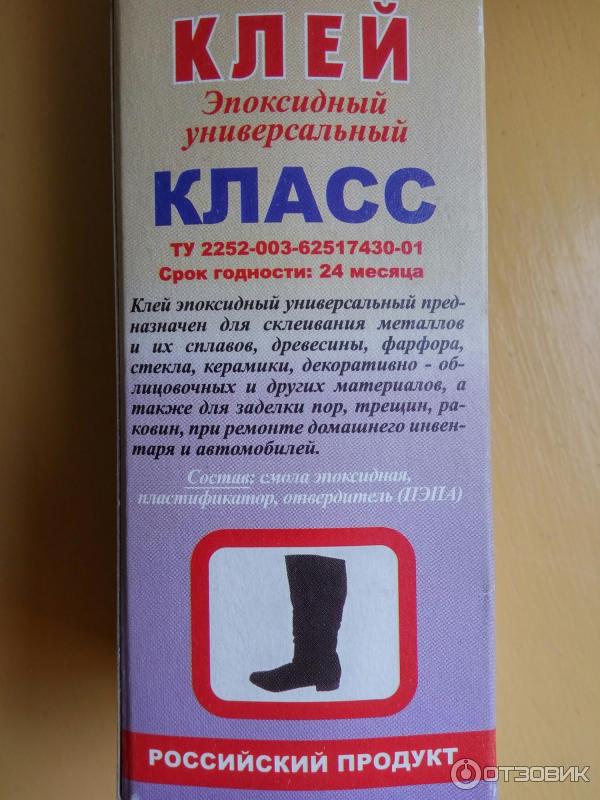 КЛЕЙ
Эпоксидный
универсальный
КЛАСС
ТУ 2252-003-62517430-01
Срок годности: 24 месяца
Клей эпоксидный универсальный пред-
назначен для склеивания металлов
и их сплавов, древесины, фарфора,
стекла, керамики, декоративно - об-
лицовочных и других материалов, а
также для заделки пор, трещин, ра-
ковин, при ремонте домашнего инвен-
таря и автомобилей.
Состав: смола эпоксидная,
пластификатор, отвердитель (ПЭПА)
РОССИЙСКИЙ ПРОДУКТ
ОТЗОВИК